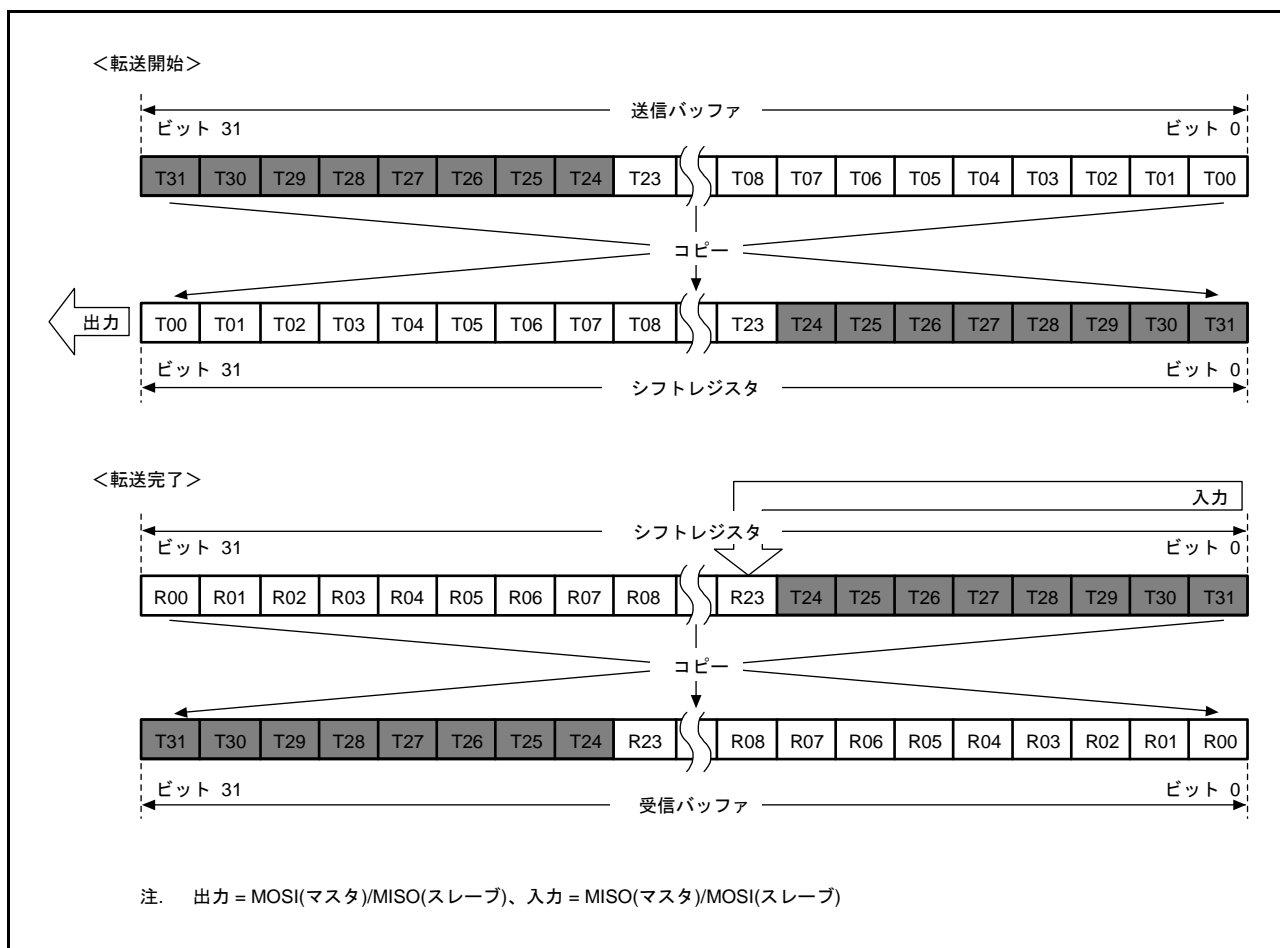 ＜転送開始＞
送信バッファ
ビット 31 ビット 0
T31 T30 T29 T28 T27 T26 T25 T24 T23 T08 T07 T06 T05 T04 T03 T02 T01 T00
コピー
出力 T00 T01 T02 T03 T04 T05 T06 T07 T08 T23 T24 T25 T26 T27 T28 T29 T30 T31
ビット 31 ビット 0
シフトレジスタ
＜転送完了＞
入力
シフトレジスタ
ビット 31 ビット 0
R00 R01 R02 R03 R04 R05 R06 R07 R08 R23 T24 T25 T26 T27 T28 T29 T30 T31
コピー
T31 T30 T29 T28 T27 T26 T25 T24 R23 R08 R07 R06 R05 R04 R03 R02 R01 R00
ビット 31 ビット 0
受信バッファ
注. 出力 = MOSI(マスタ)/MISO(スレーブ)、入力 = MISO(マスタ)/MOSI(スレーブ)